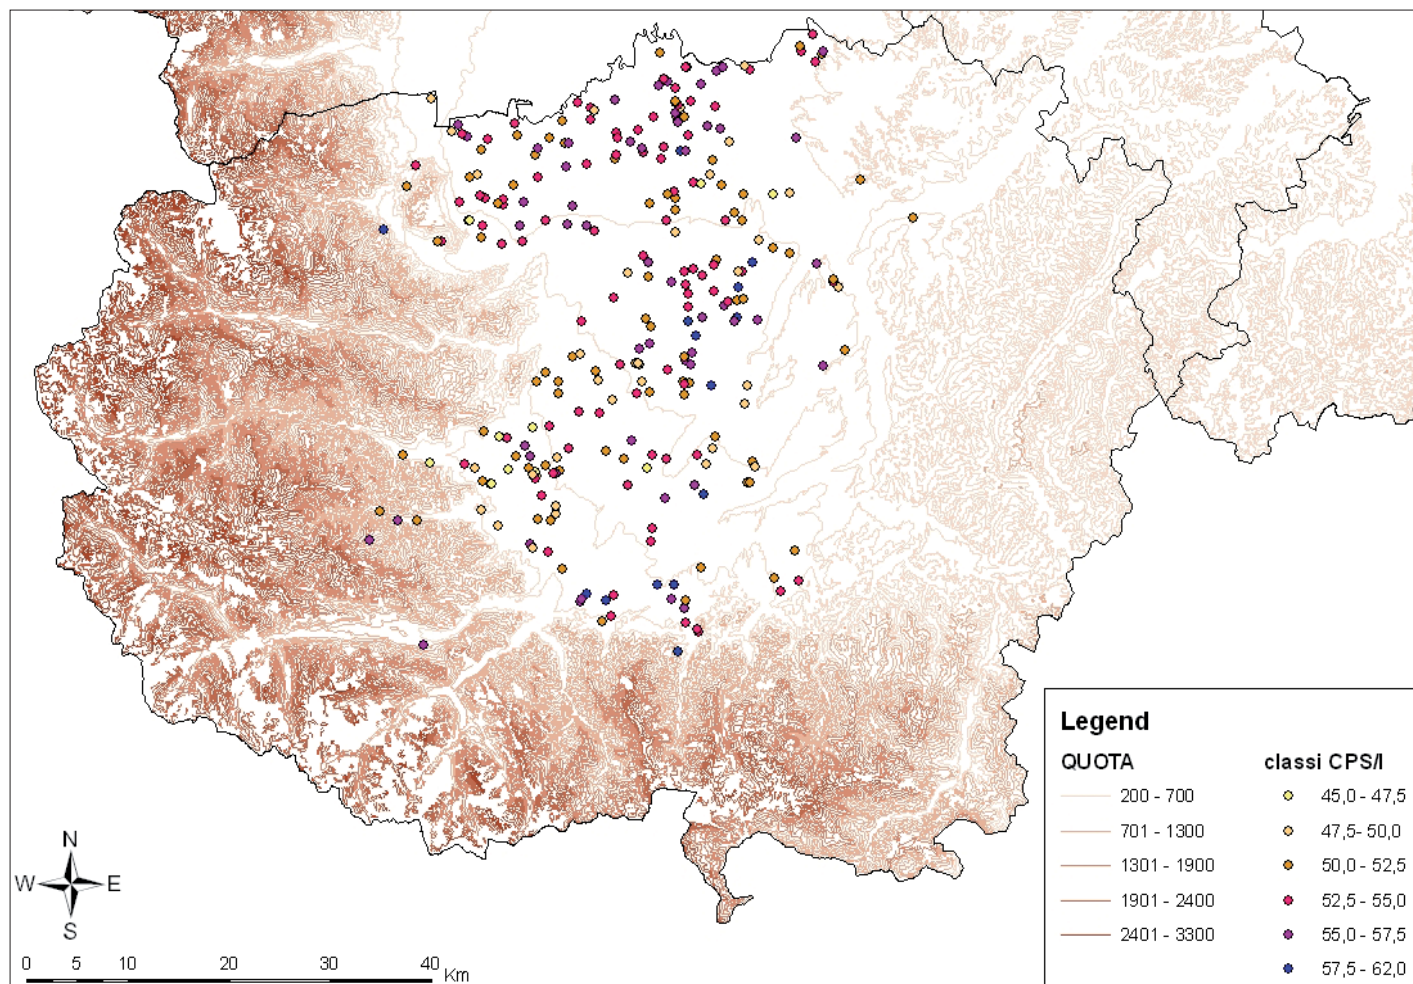 Legend
QUOTA
200 - 700
701 - 1300
1301 - 1900
1901 - 2400
2401 - 3300
classi CPS/l
45,0 - 47,5
47,5- 50,0
50,0 - 52,5
52,5 - 55,0
55,0 - 57,5
57,5 - 62,0
N
W E
S
0 5 10 20 30 40 Km